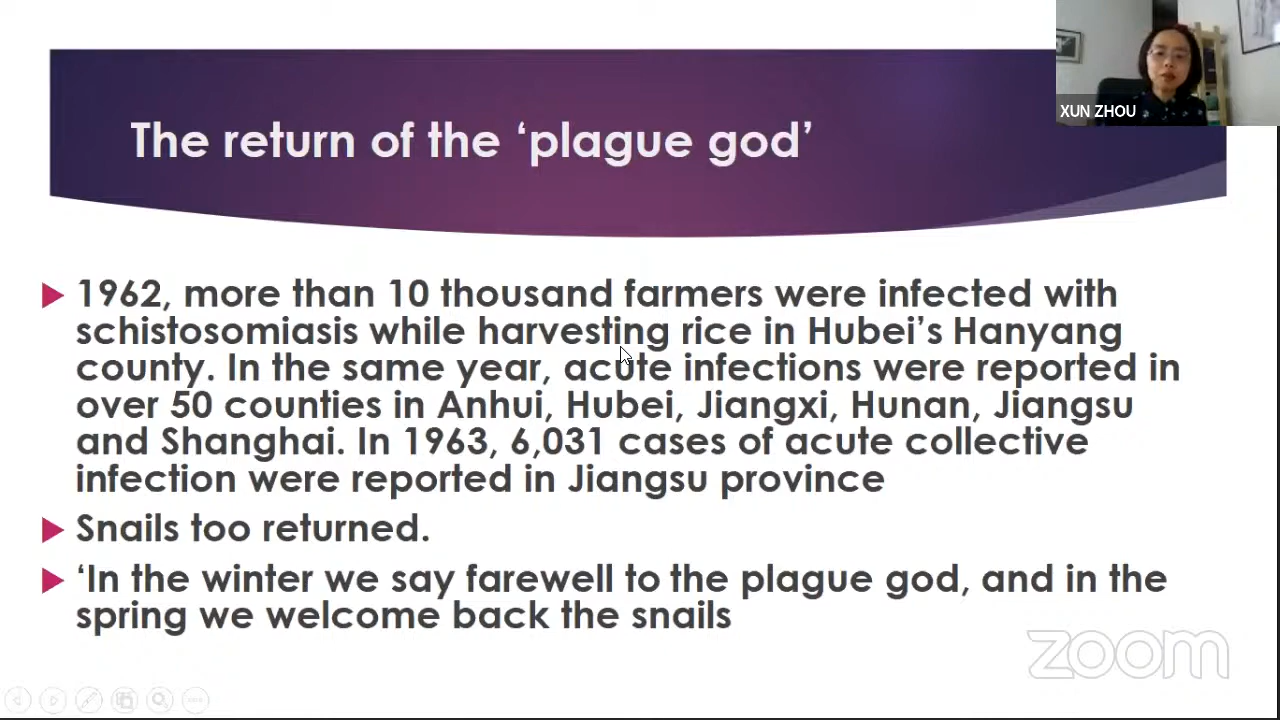 The return of the ‘plague god’
XUN ZHOU
1962, more than 10 thousand farmers were infected with
schistosomiasis while harvesting rice in Hubei’s Hanyang
county. In the same year, acute infections were reported in
over 50 counties in Anhui, Hubei, Jiangxi, Hunan, Jiangsu
and Shanghai. In 1963, 6,031 cases of acute collective
infection were reported in Jiangsu province
Snails too returned.
‘In the winter we say farewell to the plague god, and in the
spring we welcome back the snails
zoom